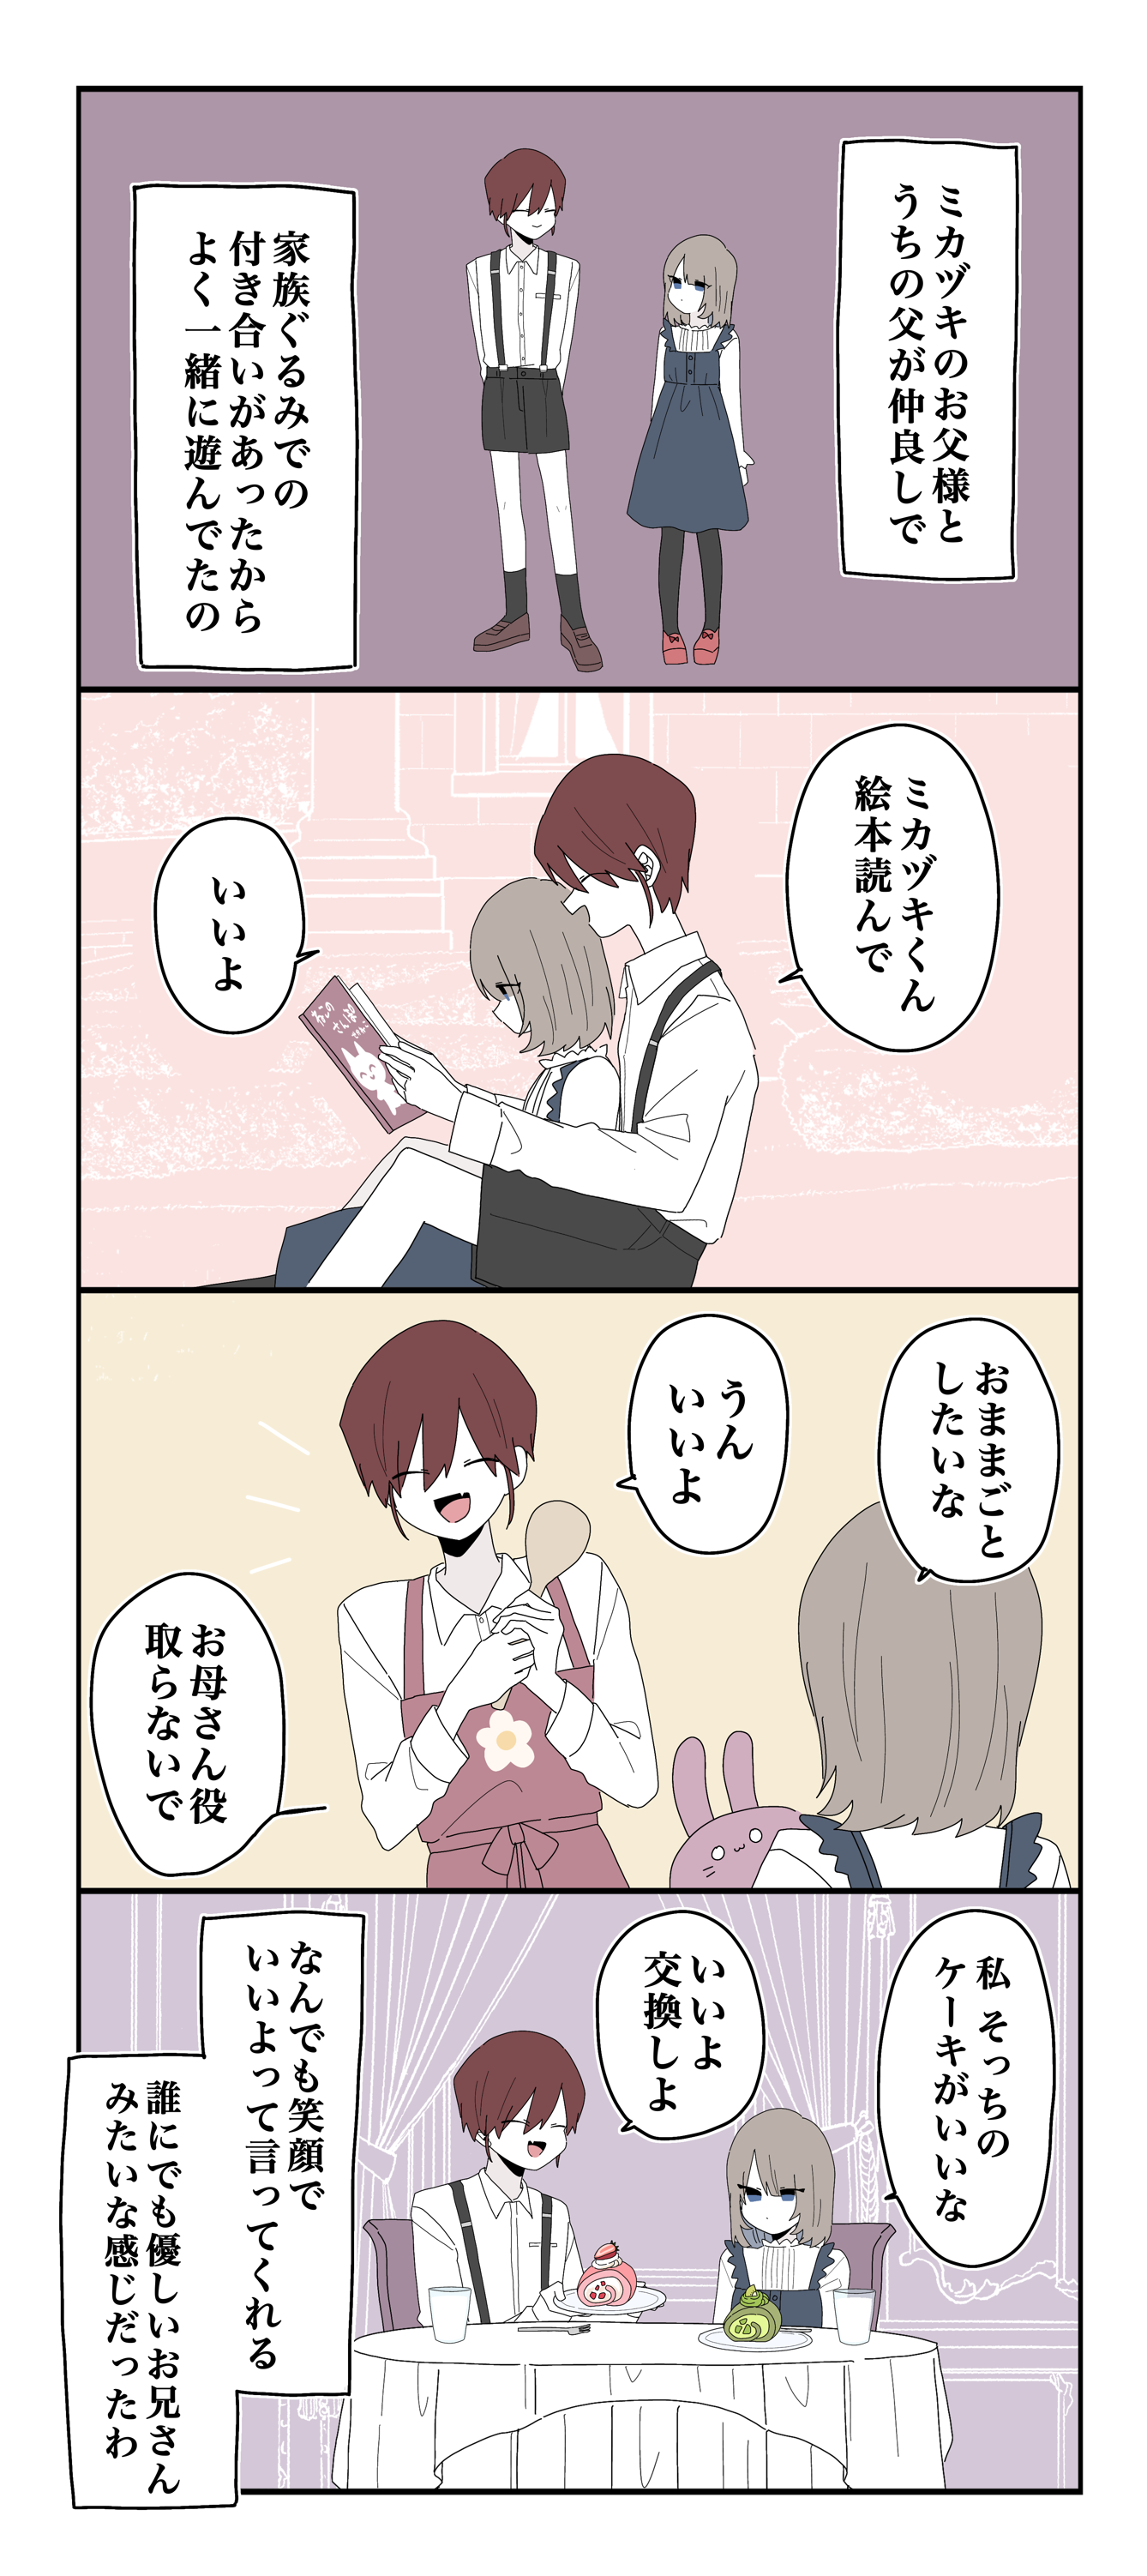 ミカヅキのお父様と
うちの父が仲良しで
家族ぐるみでの
付き合いがあったから
よく一緒に遊んでたの
ミカヅキくん
絵本読んで
いいよ
ねこの
さんぽ
おままごと
したいな
うん
いいよ
お母さん役
取らないで
私 そっちの
ケーキがいいな
いいよ
交換しよ
なんでも笑顔で
いいよって言ってくれる
誰にでも優しいお兄さん
みたいな感じだったわ